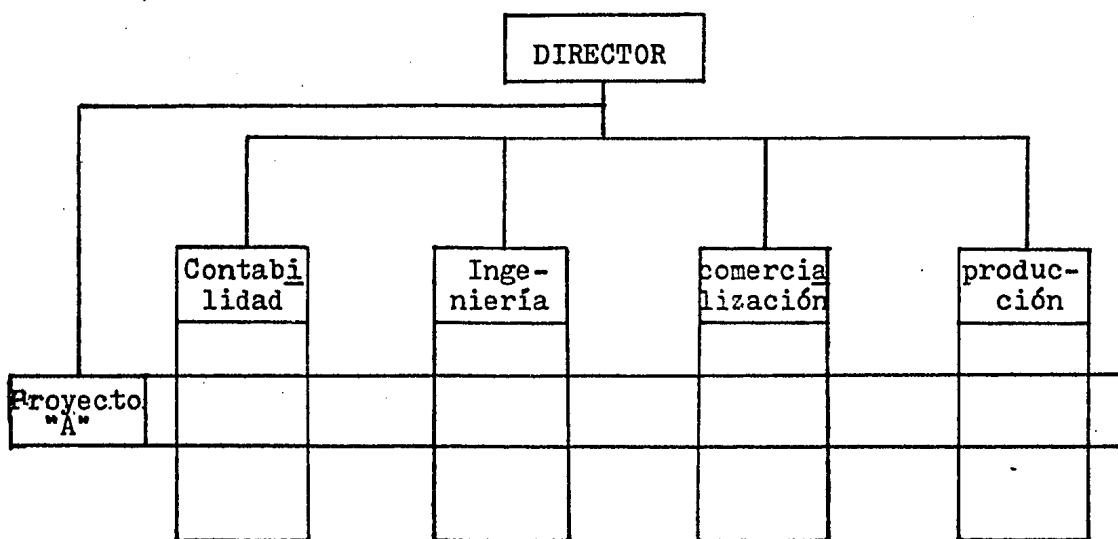 DIRECTOR
Contabi
lidad
Inge-
niería
comercia
lización
produc-
ción
Proyecto
"A"